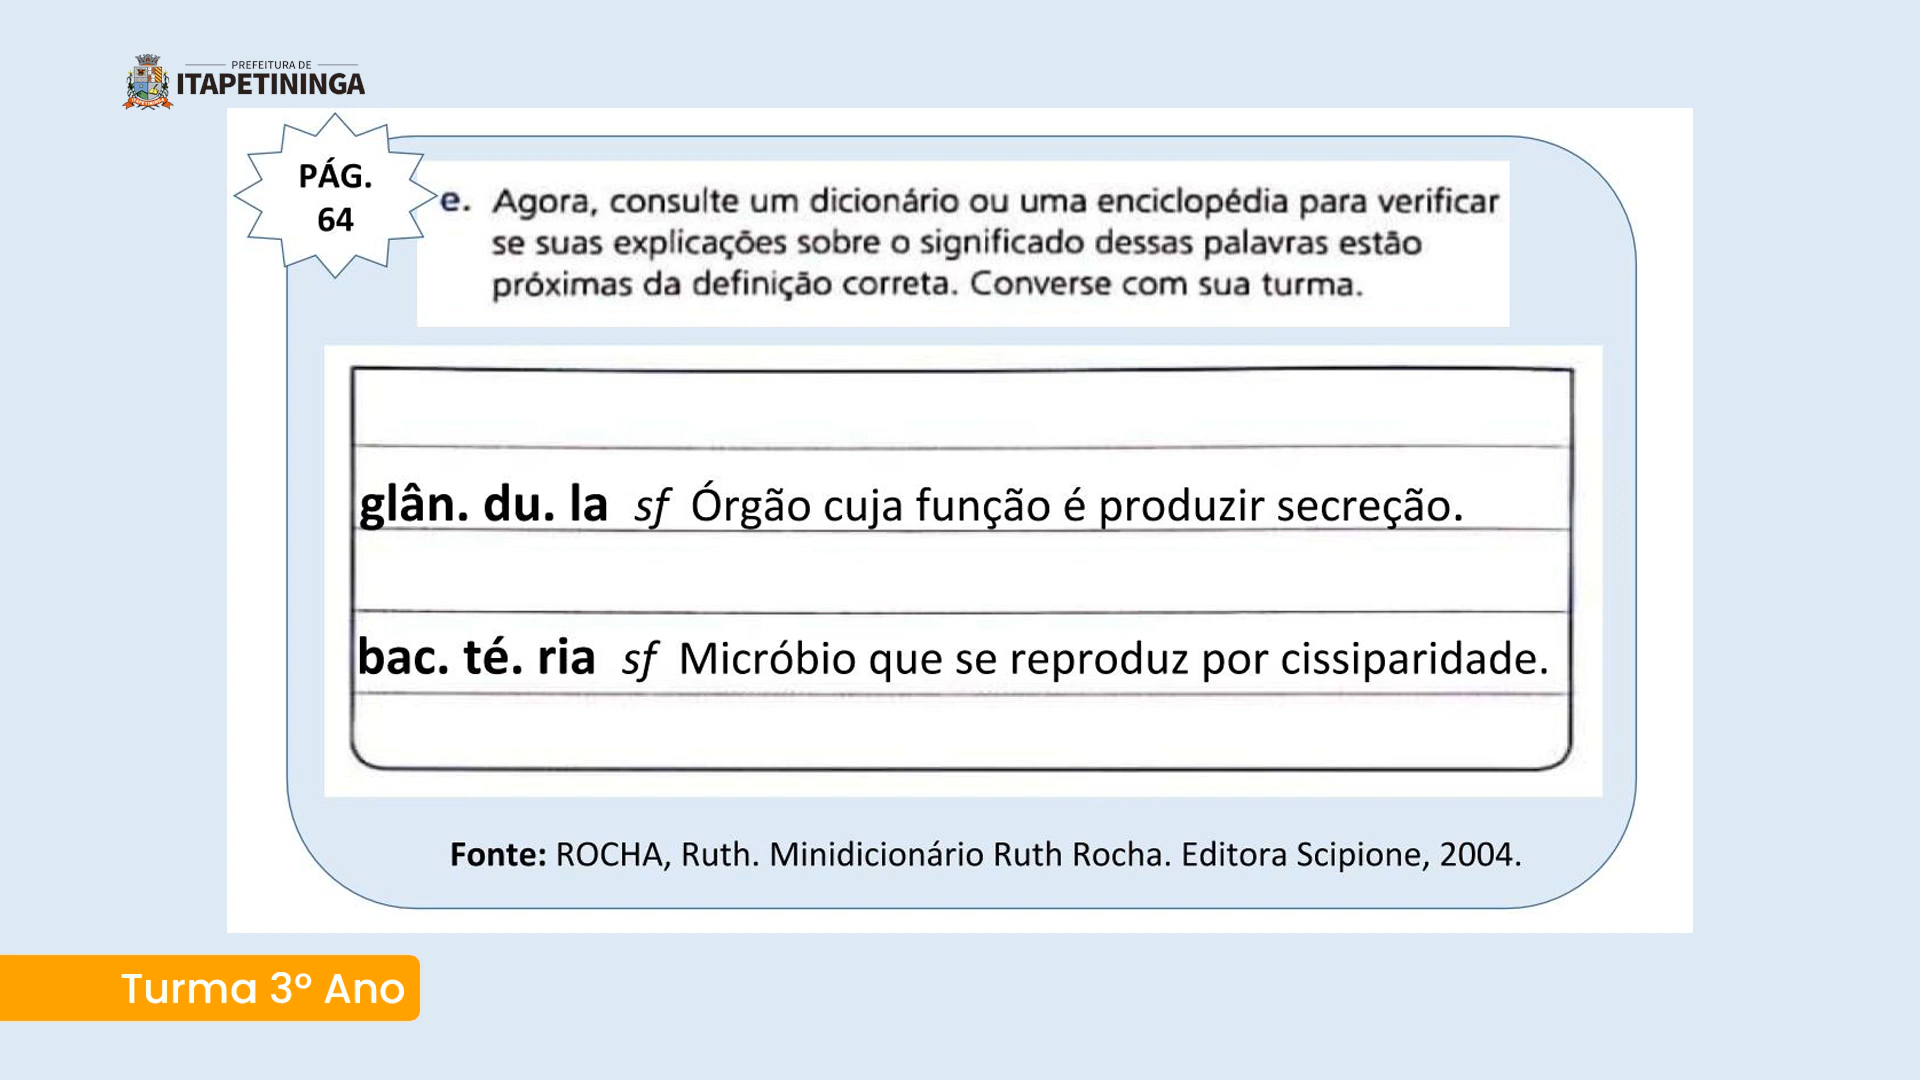 PREFEITURA DE
ITAPETININGA
PÁG.
64
e. Agora, consulte um dicionário ou uma enciclopédia para verificar
se suas explicações sobre o significado dessas palavras estão
próximas da definição correta. Converse com sua turma.
glân. du. la sf Órgão cuja função é produzir secreção.
bac. té. ria sf Micróbio que se reproduz por cissiparidade.
Fonte: ROCHA, Ruth. Minidicionário Ruth Rocha. Editora Scipione, 2004.
Turma 3º Ano